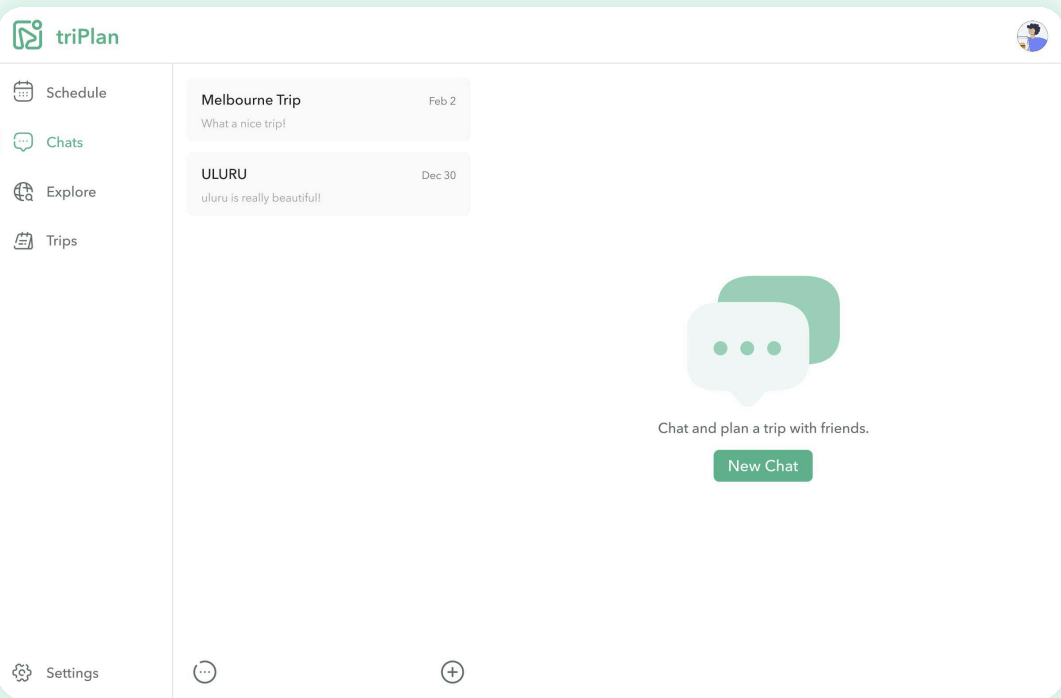 triPlan
Schedule
Chats
Explore
Trips
Settings
Melbourne Trip
Feb 2
What a nice trip!
ULURU
Dec 30
uluru is really beautiful!
Chat and plan a trip with friends.
New Chat